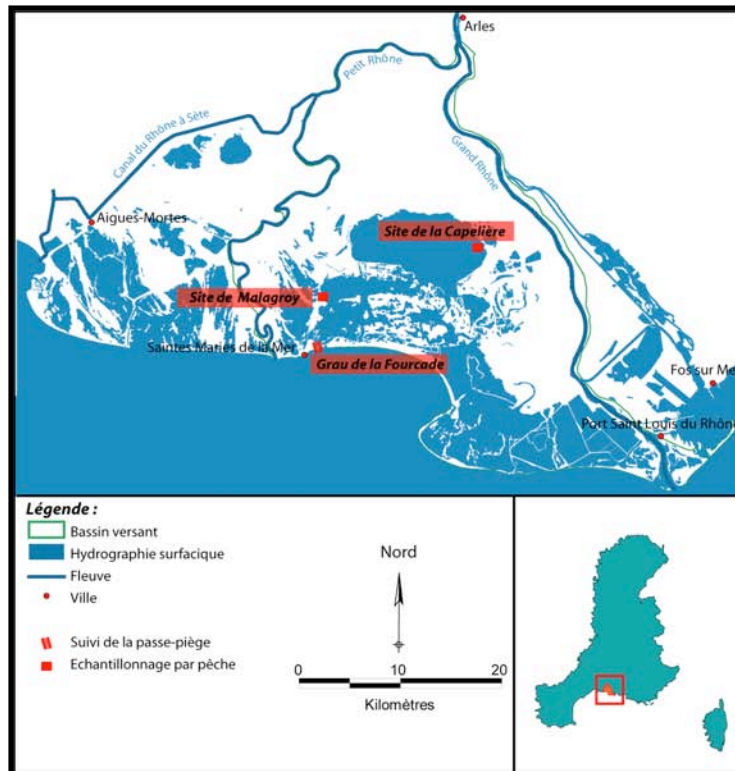 Arles
Petit Rhône
Canal du Rhône à Sète
Grand Rhône
Aigues-Mortes
Site de la Capelière
Site de Malagroy
Saintes Maries de la Mer
Grau de la Fourcade
Fos sur Me
Port Saint Louis du Rhône
Légende :
Bassin versant
Hydrographie surfacique
Fleuve
Ville
Suivi de la passe-piège
Echantillonnage par pêche
Nord
0 10 20
Kilomètres